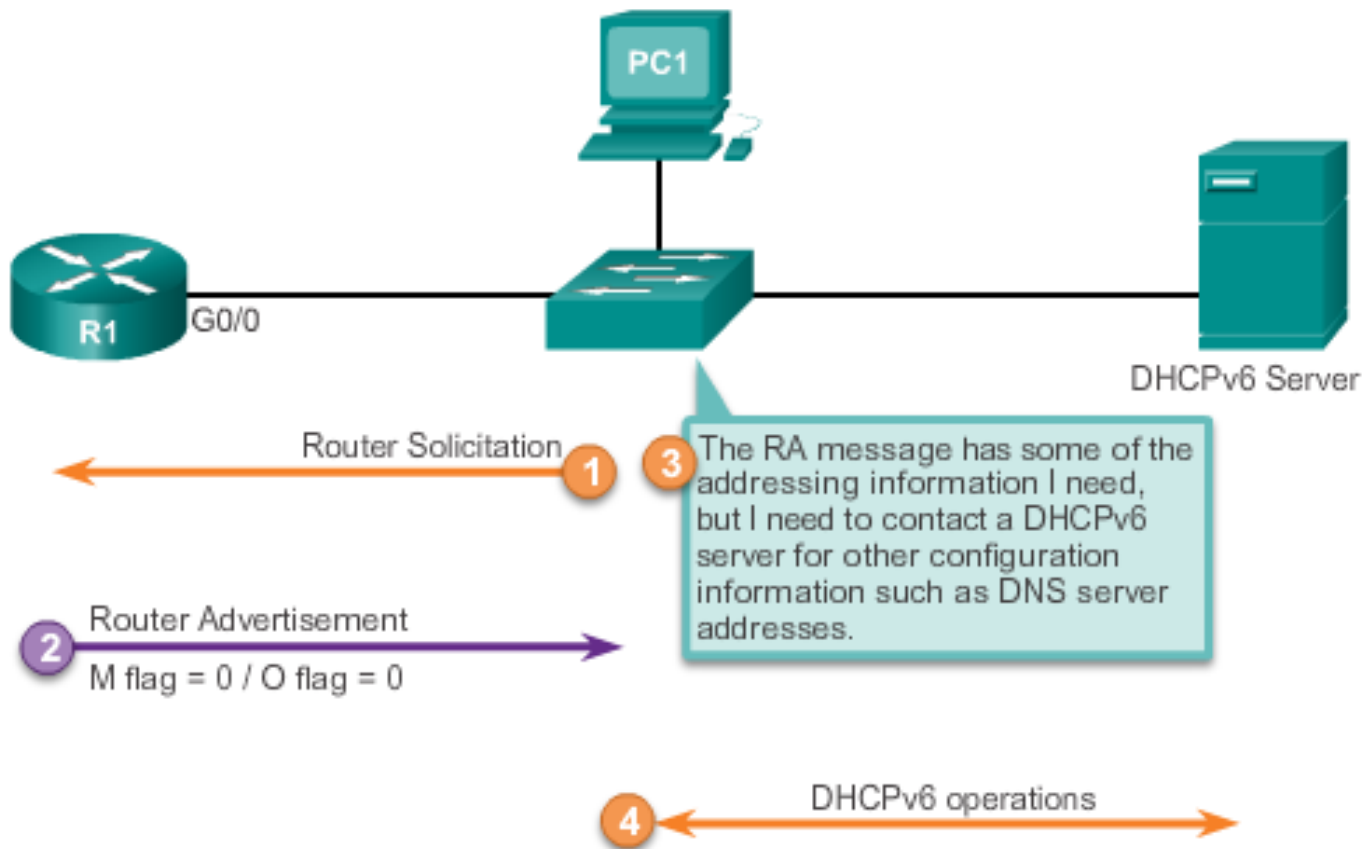 PC1
R1
G0/0
DHCPv6 Server
Router Solicitation
1
3
The RA message has some of the
addressing information I need,
but I need to contact a DHCPv6
server for other configuration
information such as DNS server
addresses.
2
Router Advertisement
M flag = 0 / O flag = 0
4
DHCPv6 operations